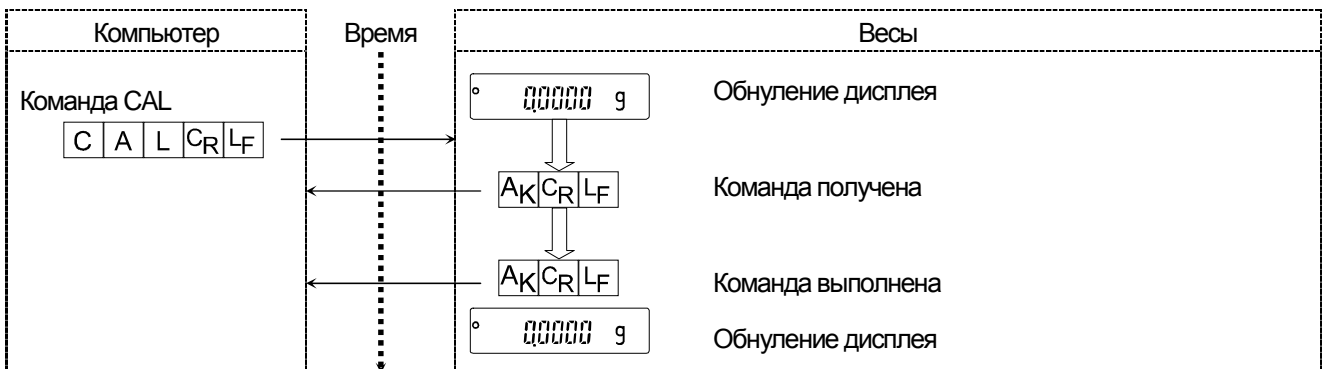 Компьютер Время Весы
0.0000 g Обнуление дисплея
Команда CAL
C A L CR LF
AK CR LF Команда получена
AK CR LF Команда выполнена
0.0000 g Обнуление дисплея